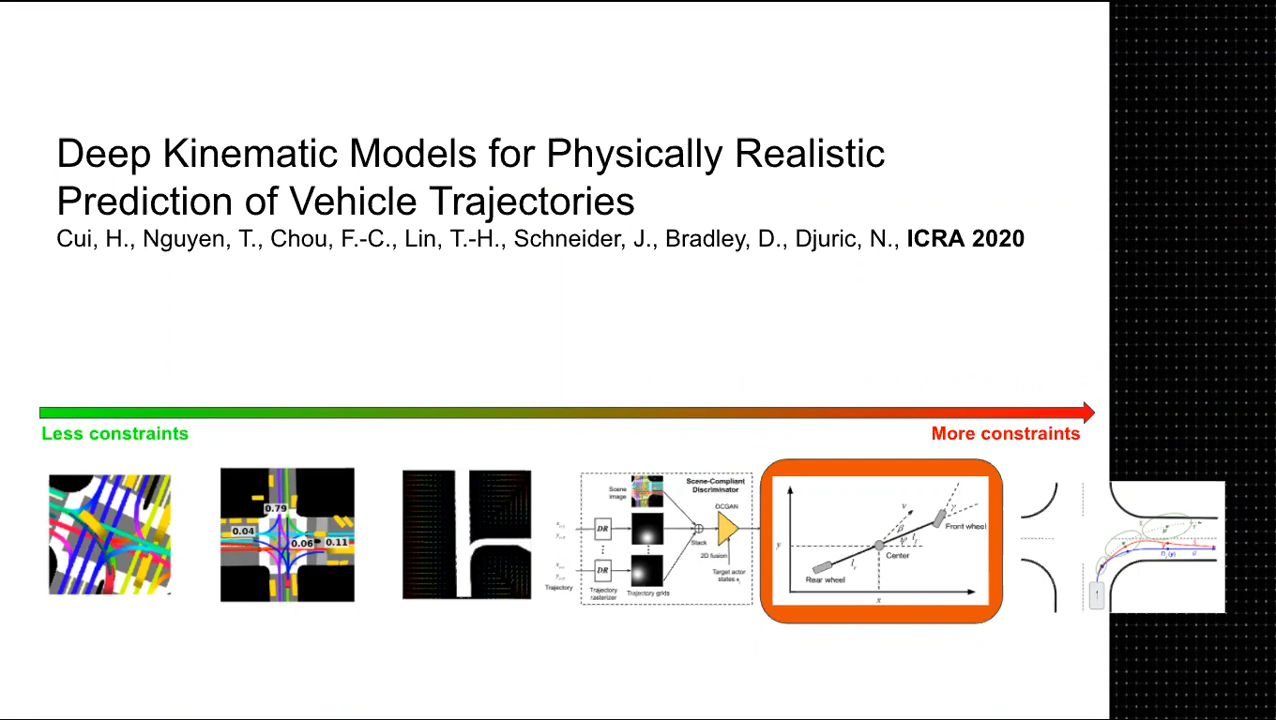 Deep Kinematic Models for Physically Realistic
Prediction of Vehicle Trajectories
Cui, H., Nguyen, T., Chou, F.-C., Lin, T.-H., Schneider, J., Bradley, D., Djuric, N., ICRA 2020
Less constraints
More constraints
0.79
0.04
0.06
0.11
Scene
image
Scene-Compliant
Discriminator
DCGAN
DR
Stack
2D fusion
DR
Target actor
states
Trajectory
Trajectory
rasterizer
Trajectory grids
Front wheel
Center
Rear wheel
x